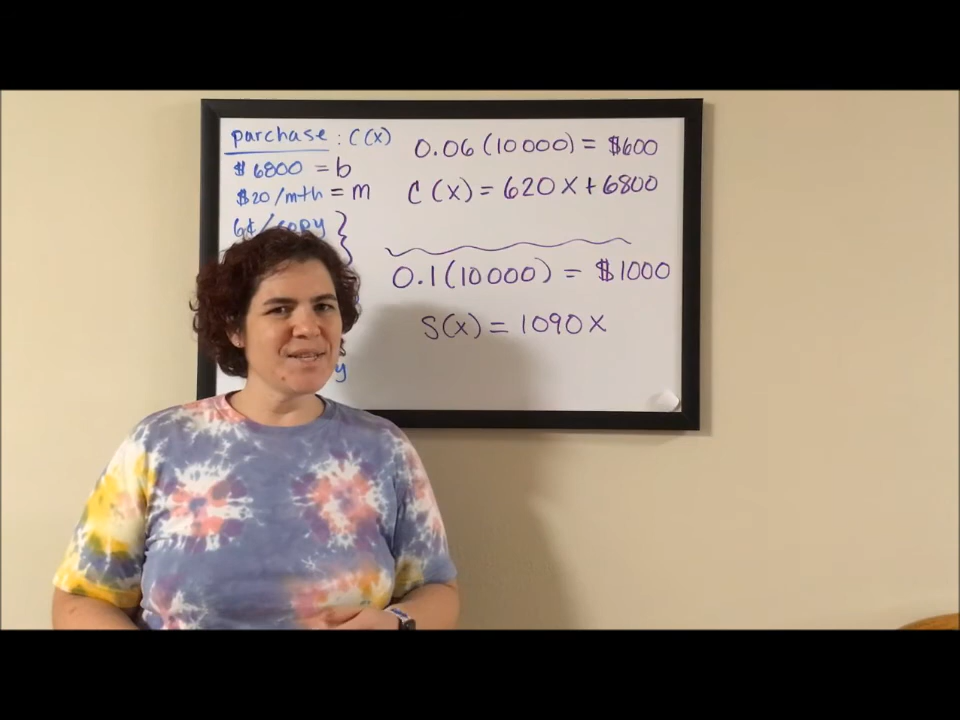 purchase : C(x)
$6800 = b
$20/mth = m
6¢/copy }
0.06(10000) = $600
C(x) = 620x + 6800
0.1(10000) = $1000
S(x) = 1090x